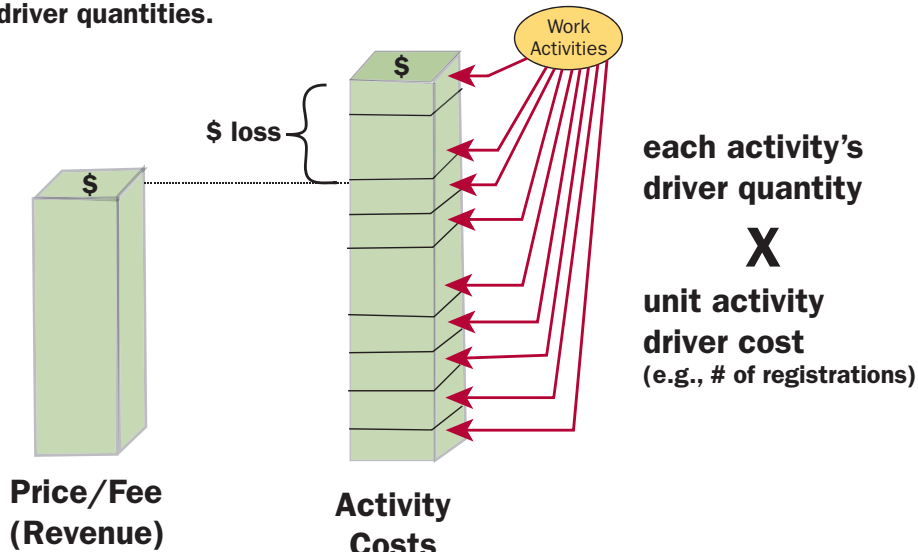 driver quantities.
Work
Activities
$
$ loss
$
each activity's
driver quantity
X
unit activity
driver cost
(e.g., # of registrations)
Price/Fee
(Revenue)
Activity
Costs